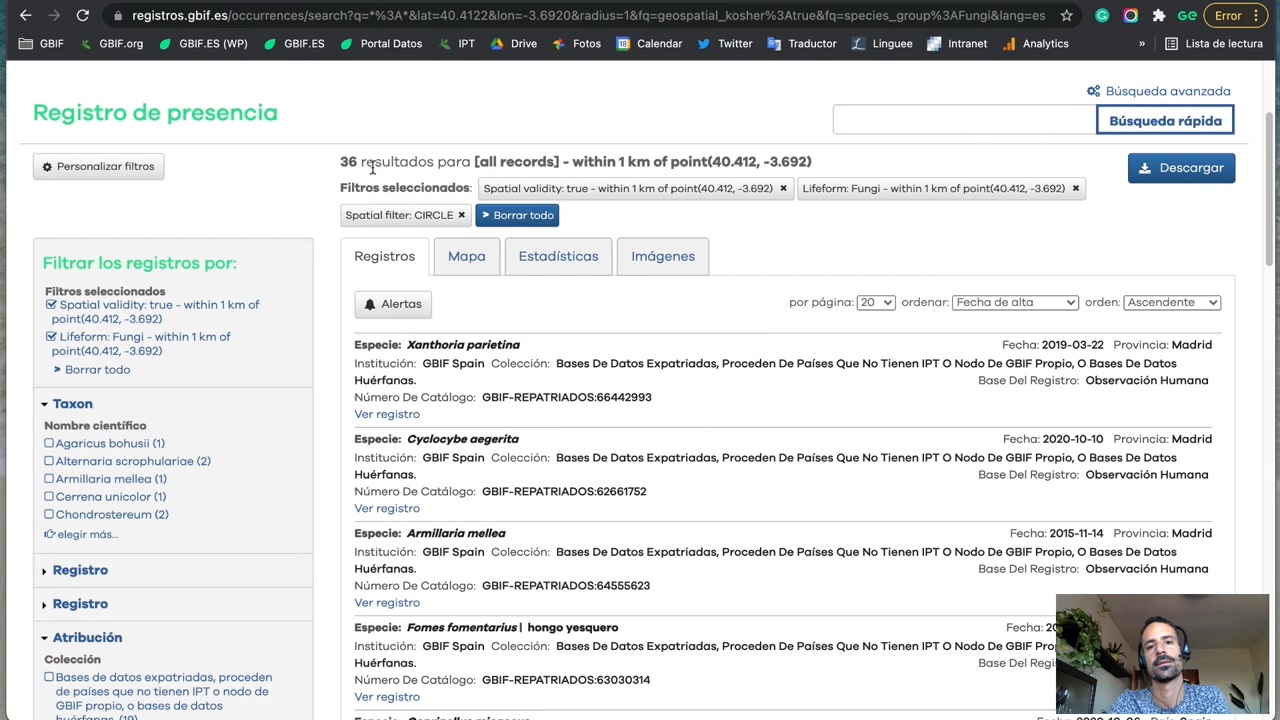 registros.gbif.es/occurrences/search?q=*%3A*&lat=40.4122&lon=-3.6920&radius=1&fq=geospatial_kosher%3Atrue&fq=species_group%3AFungi&lang=es
Error
GBIF GBIF.org GBIF.ES (WP) GBIF.ES Portal Datos IPT Drive Fotos Calendar Twitter Traductor Linguee Intranet Analytics » Lista de lectura
Búsqueda avanzada
Registro de presencia
Búsqueda rápida
Personalizar filtros
36 resultados para [all records] - within 1 km of point(40.412, -3.692)
Descargar
Filtros seleccionados: Spatial validity: true - within 1 km of point(40.412, -3.692) × Lifeform: Fungi - within 1 km of point(40.412, -3.692) ×
Spatial filter: CIRCLE × > Borrar todo
Filtrar los registros por:
Filtros seleccionados
Spatial validity: true - within 1 km of
point(40.412, -3.692)
Lifeform: Fungi - within 1 km of
point(40.412, -3.692)
> Borrar todo
Taxon
Nombre científico
Agaricus bohusii (1)
Alternaria scrophulariae (2)
Armillaria mellea (1)
Cerrena unicolor (1)
Chondrostereum (2)
elegir más...
Registro
Registro
Atribución
Colección
Bases de datos expatriadas, proceden
de países que no tienen IPT o nodo de
GBIF propio, o bases de datos
huérfanas. (19)
Registros Mapa Estadísticas Imágenes
Alertas
por página: 20 ordenar: Fecha de alta orden: Ascendente
Especie: Xanthoria parietina Fecha: 2019-03-22 Provincia: Madrid
Institución: GBIF Spain Colección: Bases De Datos Expatriadas, Proceden De Países Que No Tienen IPT O Nodo De GBIF Propio, O Bases De Datos
Huérfanas. Base Del Registro: Observación Humana
Número De Catálogo: GBIF-REPATRIADOS:66442993
Ver registro
Especie: Cyclocybe aegerita Fecha: 2020-10-10 Provincia: Madrid
Institución: GBIF Spain Colección: Bases De Datos Expatriadas, Proceden De Países Que No Tienen IPT O Nodo De GBIF Propio, O Bases De Datos
Huérfanas. Base Del Registro: Observación Humana
Número De Catálogo: GBIF-REPATRIADOS:62661752
Ver registro
Especie: Armillaria mellea Fecha: 2015-11-14 Provincia: Madrid
Institución: GBIF Spain Colección: Bases De Datos Expatriadas, Proceden De Países Que No Tienen IPT O Nodo De GBIF Propio, O Bases De Datos
Huérfanas. Base Del Registro: Observación Humana
Número De Catálogo: GBIF-REPATRIADOS:64555623
Ver registro
Especie: Fomes fomentarius | hongo yesquero Fecha: 20
Institución: GBIF Spain Colección: Bases De Datos Expatriadas, Proceden De Países Que No Tienen IPT O Nodo De GBIF Pro
Huérfanas. Base
Número De Catálogo: GBIF-REPATRIADOS:63030314
Ver registro
Especie: